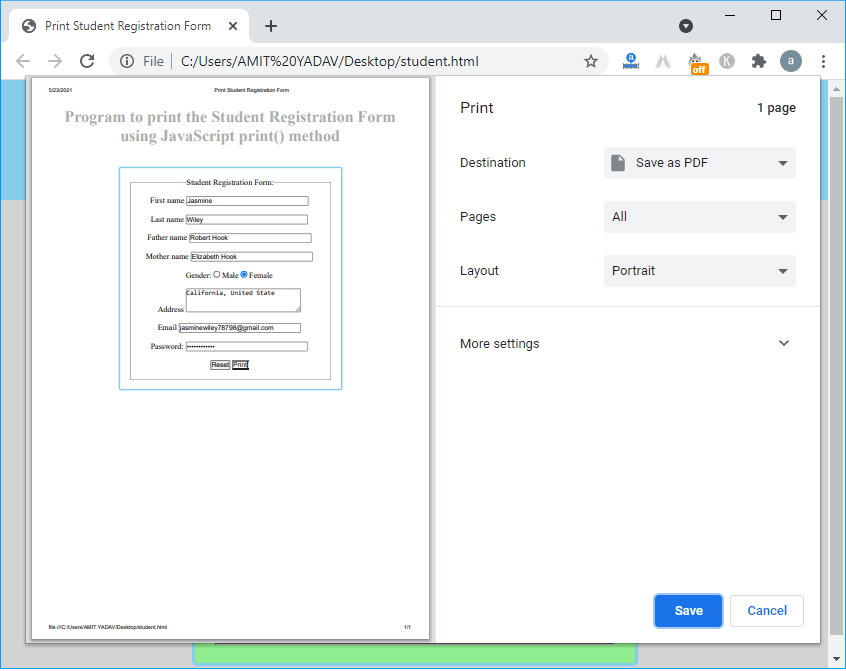 Print Student Registration Form
File | C:/Users/AMIT%20YADAV/Desktop/student.html
a
off
K
a
5/23/2021 Print Student Registration Form
Program to print the Student Registration Form
using JavaScript print() method
Student Registration Form:
First name Jasmine
Last name Wiley
Father name Robert Hook
Mother name Elizabeth Hook
Gender: Male Female
California, United State
Address
Email jasminewiley78798@gmail.com
Password: ••••••••••••
Reset Print
file:///C:/Users/AMIT YADAV/Desktop/student.html 1/1
Print 1 page
Destination Save as PDF
Pages All
Layout Portrait
More settings
Save Cancel